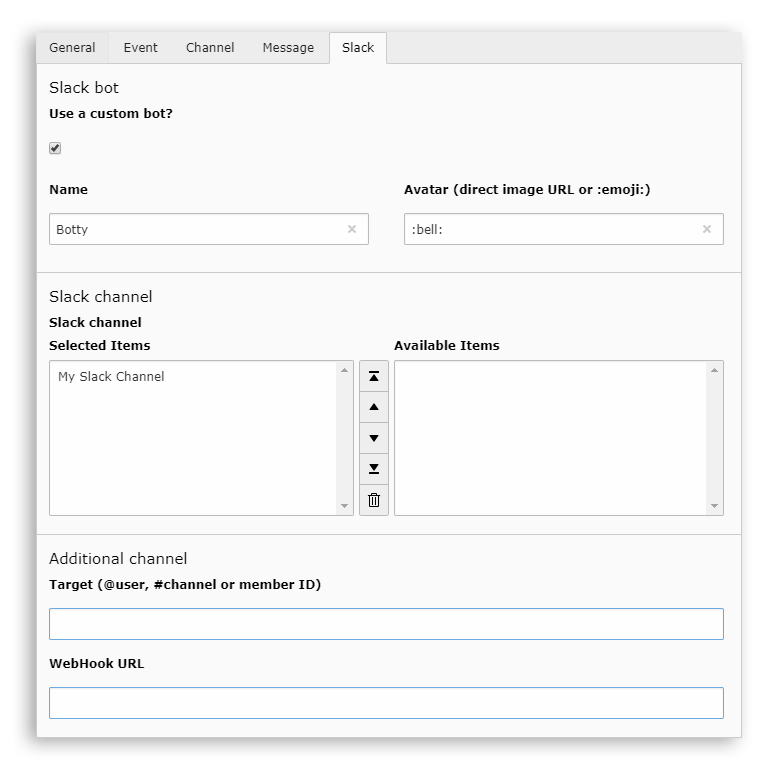 General Event Channel Message Slack
Slack bot
Use a custom bot?
Name Avatar (direct image URL or :emoji:)
Botty × :bell: ×
Slack channel
Slack channel
Selected Items Available Items
My Slack Channel
Additional channel
Target (@user, #channel or member ID)
WebHook URL